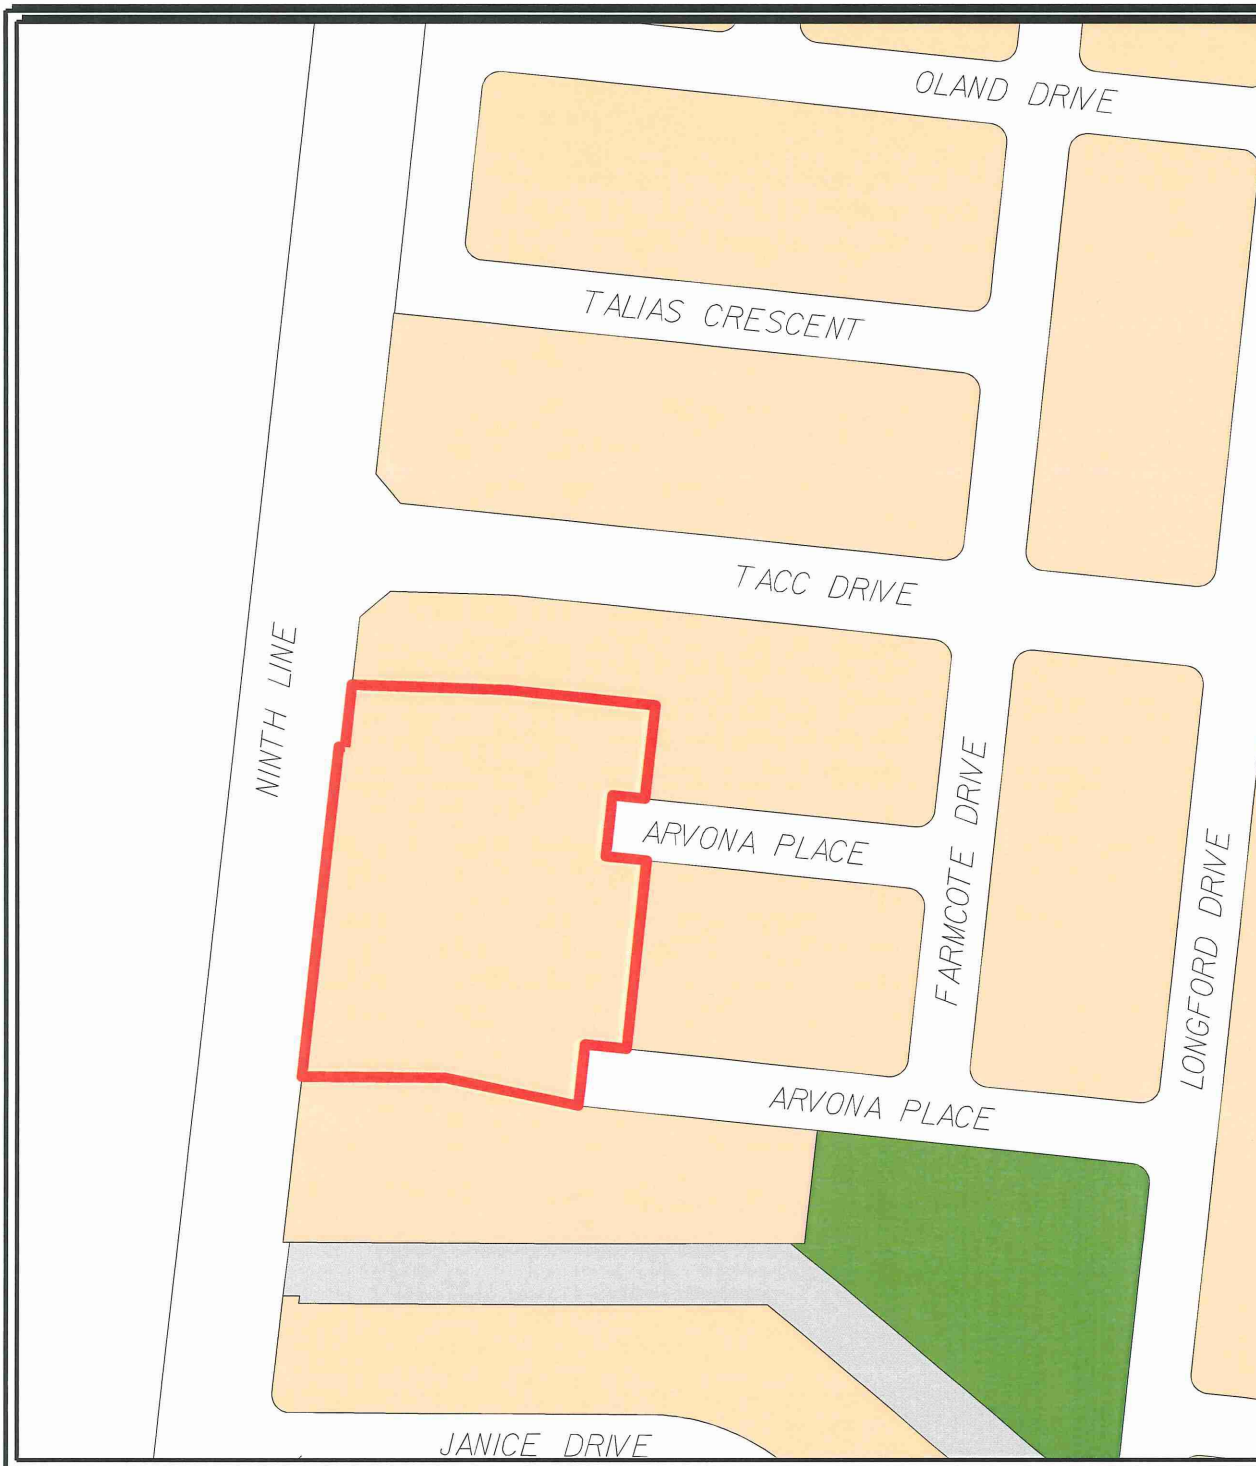 OLAND DRIVE
TALIAS CRESCENT
TACC DRIVE
NINTH LINE
ARVONA PLACE
FARMCOTE DRIVE
LONGFORD DRIVE
ARVONA PLACE
JANICE DRIVE